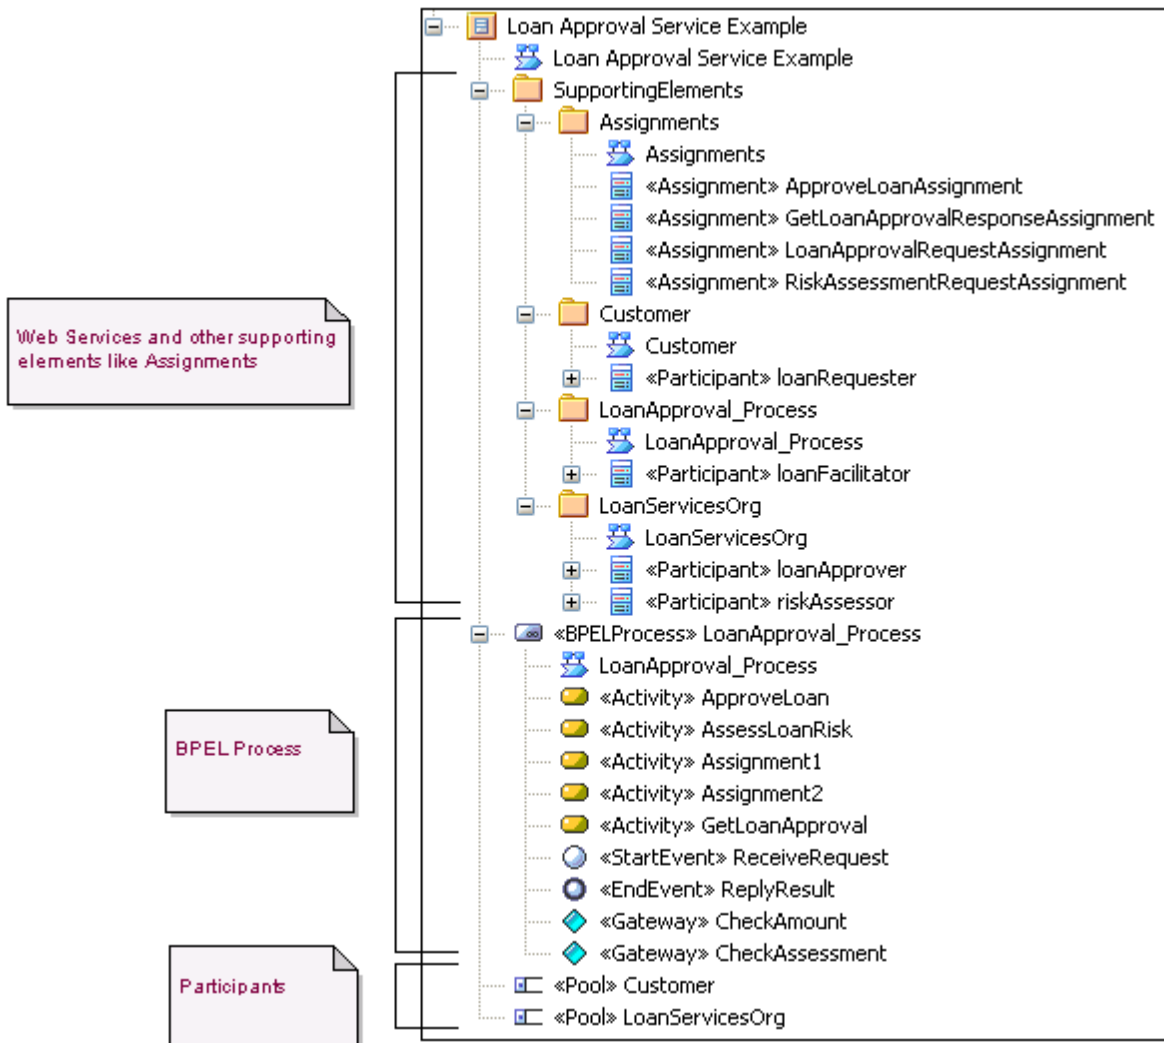 Loan Approval Service Example
Loan Approval Service Example
SupportingElements
Assignments
Assignments
«Assignment» ApproveLoanAssignment
«Assignment» GetLoanApprovalResponseAssignment
«Assignment» LoanApprovalRequestAssignment
«Assignment» RiskAssessmentRequestAssignment
Customer
Customer
«Participant» loanRequester
LoanApproval_Process
LoanApproval_Process
«Participant» loanFacilitator
LoanServicesOrg
LoanServicesOrg
«Participant» loanApprover
«Participant» riskAssessor
«BPELProcess» LoanApproval_Process
LoanApproval_Process
«Activity» ApproveLoan
«Activity» AssessLoanRisk
«Activity» Assignment1
«Activity» Assignment2
«Activity» GetLoanApproval
«StartEvent» ReceiveRequest
«EndEvent» ReplyResult
«Gateway» CheckAmount
«Gateway» CheckAssessment
«Pool» Customer
«Pool» LoanServicesOrg
Web Services and other supporting
elements like Assignments
BPEL Process
Participants